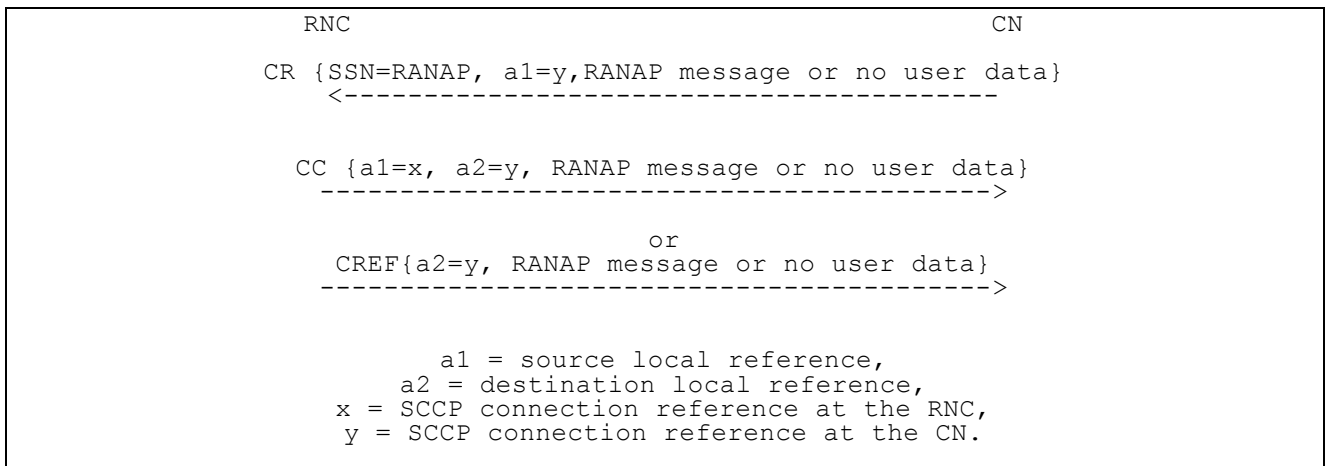 RNC CN
CR {SSN=RANAP, a1=y,RANAP message or no user data}
<------------------------------------------
CC {a1=x, a2=y, RANAP message or no user data}
------------------------------------------>
or
CREF{a2=y, RANAP message or no user data}
------------------------------------------>
a1 = source local reference,
a2 = destination local reference,
x = SCCP connection reference at the RNC,
y = SCCP connection reference at the CN.